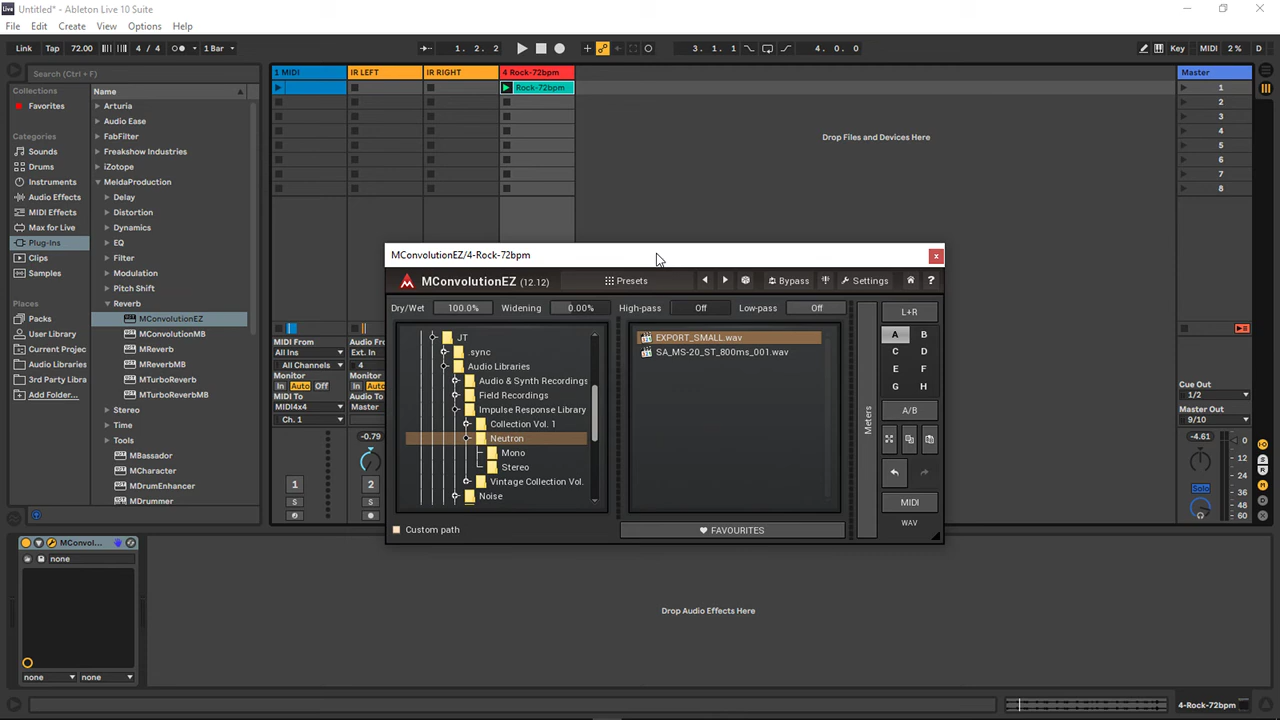 Untitled* - Ableton Live 10 Suite
File Edit Create View Options Help
Link Tap 72.00 4 / 4 1 Bar 1. 2. 2 3. 1. 1 4. 0. 0 Key MIDI 2 % D
Search (Ctrl + F)
Collections
Favorites
Categories
Sounds
Drums
Instruments
Audio Effects
MIDI Effects
Max for Live
Plug-Ins
Clips
Samples
Places
Packs
User Library
Current Projec
Audio Libraries
3rd Party Libra
Add Folder...
Name
Arturia
Audio Ease
FabFilter
Freakshow Industries
iZotope
MeldaProduction
Delay
Distortion
Dynamics
EQ
Filter
Modulation
Pitch Shift
Reverb
MConvolutionEZ
MConvolutionMB
MReverb
MReverbMB
MTurboReverb
MTurboReverbMB
Stereo
Time
Tools
MBassador
MCharacter
MDrumEnhancer
MDrummer
1 MIDI IR LEFT IR RIGHT 4 Rock-72bpm Master
Rock-72bpm
1
2
3
4
5
6
7
8
Drop Files and Devices Here
MIDI From
All Ins
All Channels
Monitor
In Auto Off
MIDI To
MIDI4x4
Ch. 1
1
Audio Fr
Ext. In
4
Monitor
In Aut
Audio To
Master
-0.79
2
MConvolutionEZ/4-Rock-72bpm x
MConvolutionEZ (12.12) Presets Bypass Settings ?
Dry/Wet 100.0% Widening 0.00% High-pass Off Low-pass Off
JT
.sync
Audio Libraries
Audio & Synth Recordings
Field Recordings
Impulse Response Library
Collection Vol. 1
Neutron
Mono
Stereo
Vintage Collection Vol.
Noise
EXPORT_SMALL.wav
SA_MS-20_ST_800ms_001.wav
Custom path
FAVOURITES
Meters
L+R
A B
C D
E F
G H
A/B
MIDI
WAV
Cue Out
1/2
Master Out
9/10
-4.61
0
12
24
36
48
60
Solo
S
R
M
D
X
MConvol...
none
none none
Drop Audio Effects Here
4-Rock-72bpm